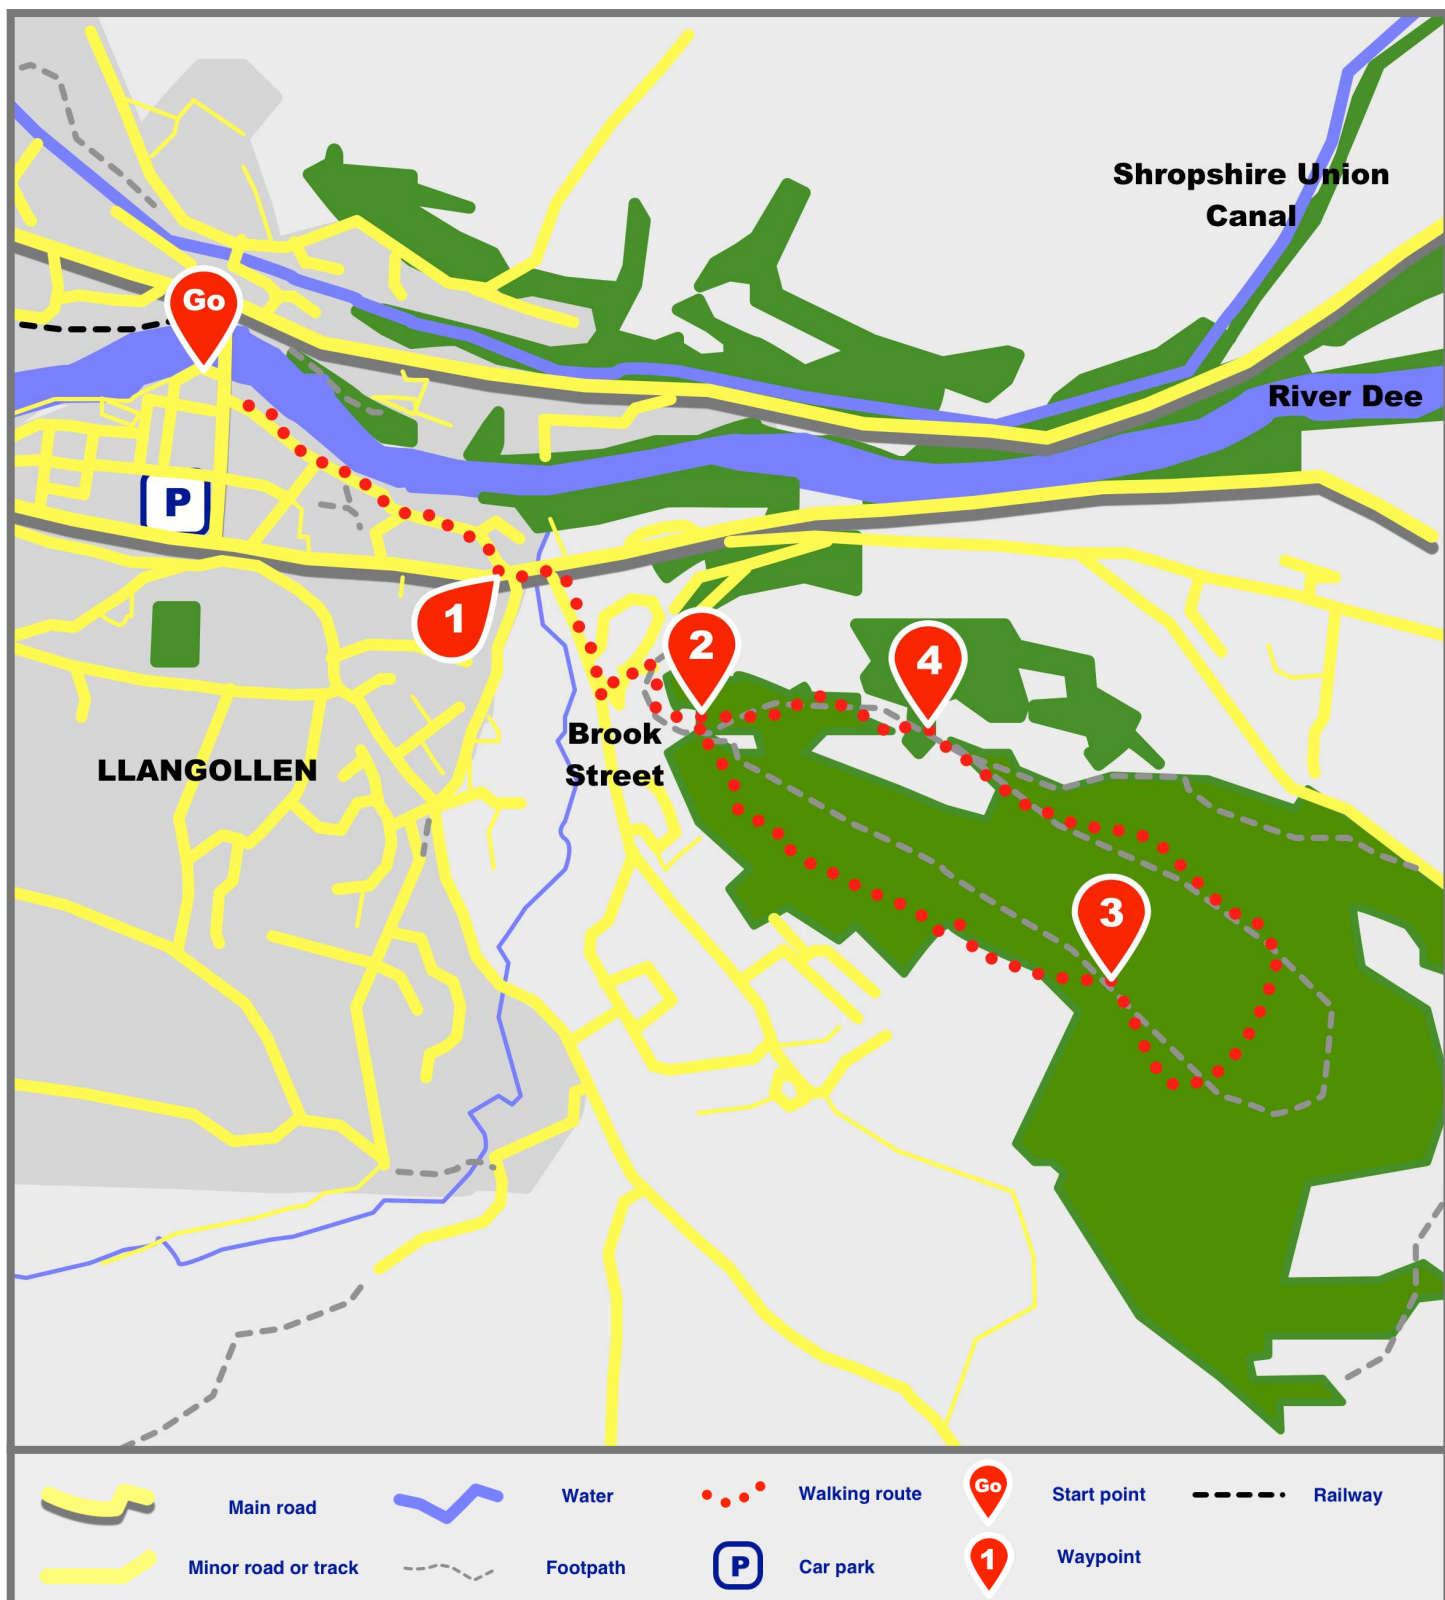 Shropshire Union
Canal
Go
River Dee
P
1
2
4
Brook
Street
LLANGOLLEN
3
Main road
Water
Walking route
Go
Start point
Railway
Minor road or track
Footpath
P
Car park
1
Waypoint